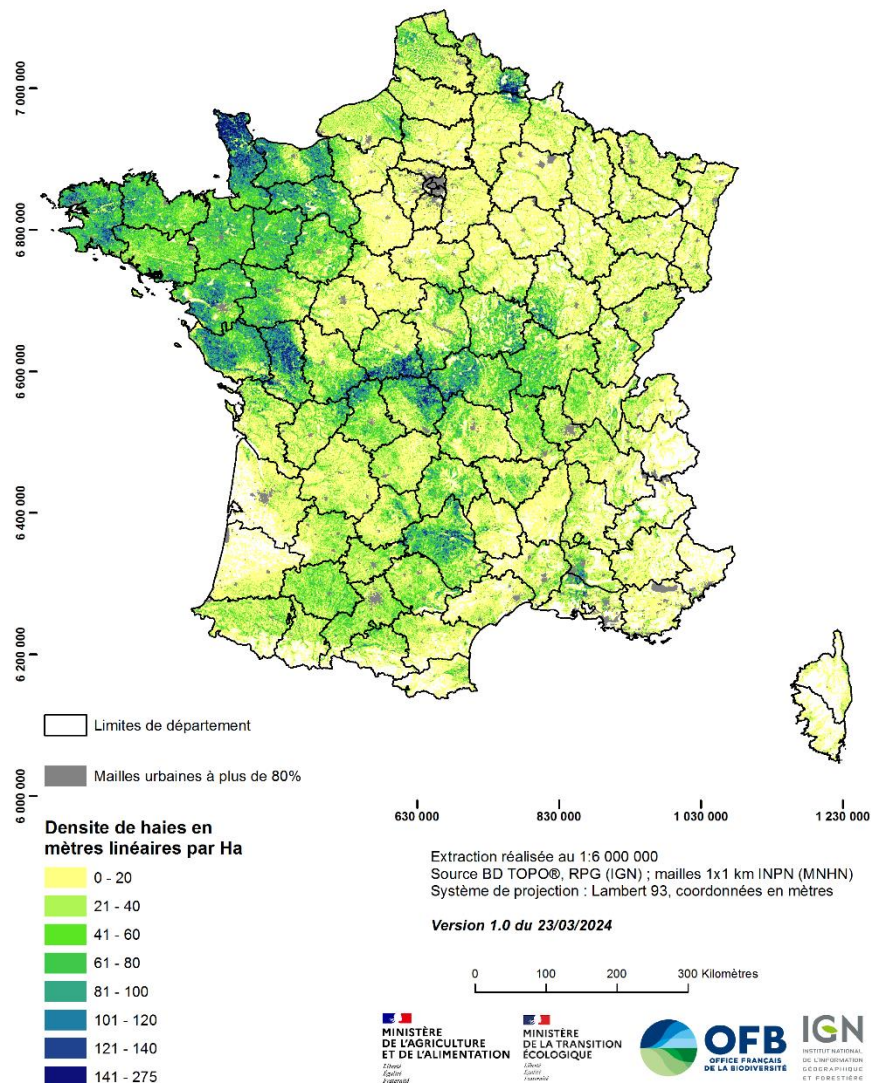 7 000 000
6 800 000
6 600 000
6 400 000
6 200 000
6 000 000
Limites de département
Mailles urbaines à plus de 80%
630 000
830 000
1 030 000
1 230 000
Densite de haies en
mètres linéaires par Ha
0 - 20
21 - 40
41 - 60
61 - 80
81 - 100
101 - 120
121 - 140
141 - 275
Extraction réalisée au 1:6 000 000
Source BD TOPO®, RPG (IGN) ; mailles 1x1 km INPN (MNHN)
Système de projection : Lambert 93, coordonnées en mètres
Version 1.0 du 23/03/2024
0 100 200 300 Kilomètres
MINISTÈRE
DE L'AGRICULTURE
ET DE L'ALIMENTATION
Liberté
Égalité
Fraternité
MINISTÈRE
DE LA TRANSITION
ÉCOLOGIQUE
Liberté
Égalité
Fraternité
OFB
OFFICE FRANÇAIS
DE LA BIODIVERSITÉ
IGN
INSTITUT NATIONAL
DE L'INFORMATION
GÉOGRAPHIQUE
ET FORESTIÈRE